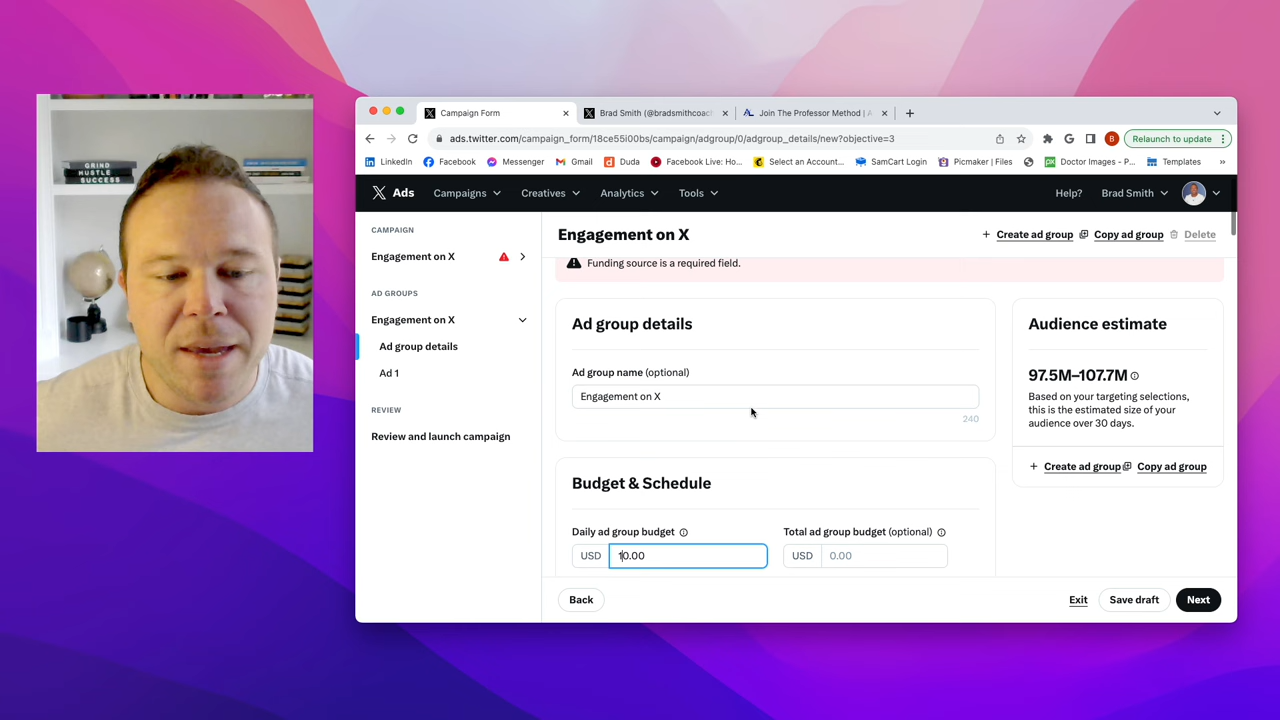 GRIND
HUSTLE
SUCCESS
Campaign Form
Brad Smith (@bradsmithcoac
Join The Professor Method | A
ads.twitter.com/campaign_form/18ce55i00bs/campaign/adgroup/0/adgroup_details/new?objective=3
B
Relaunch to update
LinkedIn
Facebook
Messenger
Gmail
Duda
Facebook Live: Ho...
Select an Account...
SamCart Login
Picmaker | Files
Doctor Images - P...
Templates
»
X Ads
Campaigns
Creatives
Analytics
Tools
Help?
Brad Smith
CAMPAIGN
Engagement on X
AD GROUPS
Engagement on X
Ad group details
Ad 1
REVIEW
Review and launch campaign
Engagement on X
+ Create ad group
Copy ad group
Delete
Funding source is a required field.
Ad group details
Ad group name (optional)
Engagement on X
240
Budget & Schedule
Daily ad group budget
USD 10.00
Total ad group budget (optional)
USD 0.00
Audience estimate
97.5M–107.7M
Based on your targeting selections,
this is the estimated size of your
audience over 30 days.
+ Create ad group
Copy ad group
Back
Exit
Save draft
Next